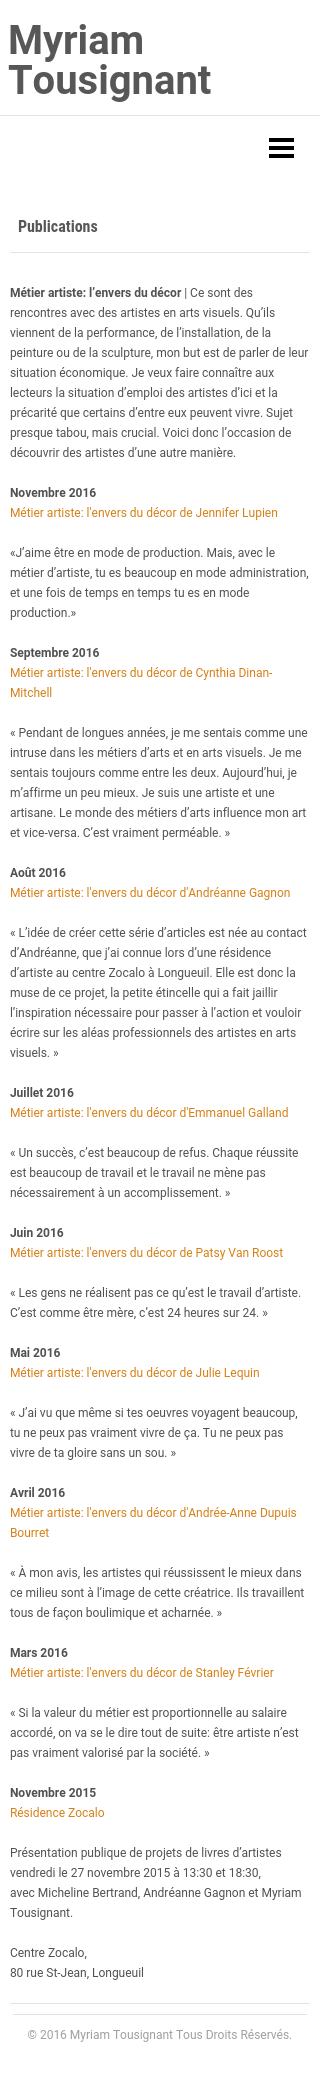 Myriam
Tousignant
Publications
Métier artiste: l’envers du décor | Ce sont des
rencontres avec des artistes en arts visuels. Qu’ils
viennent de la performance, de l’installation, de la
peinture ou de la sculpture, mon but est de parler de leur
situation économique. Je veux faire connaître aux
lecteurs la situation d’emploi des artistes d’ici et la
précarité que certains d’entre eux peuvent vivre. Sujet
presque tabou, mais crucial. Voici donc l’occasion de
découvrir des artistes d’une autre manière.
Novembre 2016
Métier artiste: l'envers du décor de Jennifer Lupien
«J’aime être en mode de production. Mais, avec le
métier d’artiste, tu es beaucoup en mode administration,
et une fois de temps en temps tu es en mode
production.»
Septembre 2016
Métier artiste: l'envers du décor de Cynthia Dinan-
Mitchell
« Pendant de longues années, je me sentais comme une
intruse dans les métiers d’arts et en arts visuels. Je me
sentais toujours comme entre les deux. Aujourd’hui, je
m’affirme un peu mieux. Je suis une artiste et une
artisane. Le monde des métiers d’arts influence mon art
et vice-versa. C’est vraiment perméable. »
Août 2016
Métier artiste: l'envers du décor d'Andréanne Gagnon
« L’idée de créer cette série d’articles est née au contact
d’Andréanne, que j’ai connue lors d’une résidence
d’artiste au centre Zocalo à Longueuil. Elle est donc la
muse de ce projet, la petite étincelle qui a fait jaillir
l’inspiration nécessaire pour passer à l’action et vouloir
écrire sur les aléas professionnels des artistes en arts
visuels. »
Juillet 2016
Métier artiste: l'envers du décor d'Emmanuel Galland
« Un succès, c’est beaucoup de refus. Chaque réussite
est beaucoup de travail et le travail ne mène pas
nécessairement à un accomplissement. »
Juin 2016
Métier artiste: l'envers du décor de Patsy Van Roost
« Les gens ne réalisent pas ce qu’est le travail d’artiste.
C’est comme être mère, c’est 24 heures sur 24. »
Mai 2016
Métier artiste: l'envers du décor de Julie Lequin
« J’ai vu que même si tes oeuvres voyagent beaucoup,
tu ne peux pas vraiment vivre de ça. Tu ne peux pas
vivre de ta gloire sans un sou. »
Avril 2016
Métier artiste: l'envers du décor d'Andrée-Anne Dupuis
Bourret
« À mon avis, les artistes qui réussissent le mieux dans
ce milieu sont à l’image de cette créatrice. Ils travaillent
tous de façon boulimique et acharnée. »
Mars 2016
Métier artiste: l'envers du décor de Stanley Février
« Si la valeur du métier est proportionnelle au salaire
accordé, on va se le dire tout de suite: être artiste n’est
pas vraiment valorisé par la société. »
Novembre 2015
Résidence Zocalo
Présentation publique de projets de livres d’artistes
vendredi le 27 novembre 2015 à 13:30 et 18:30,
avec Micheline Bertrand, Andréanne Gagnon et Myriam
Tousignant.
Centre Zocalo,
80 rue St-Jean, Longueuil
© 2016 Myriam Tousignant Tous Droits Réservés.